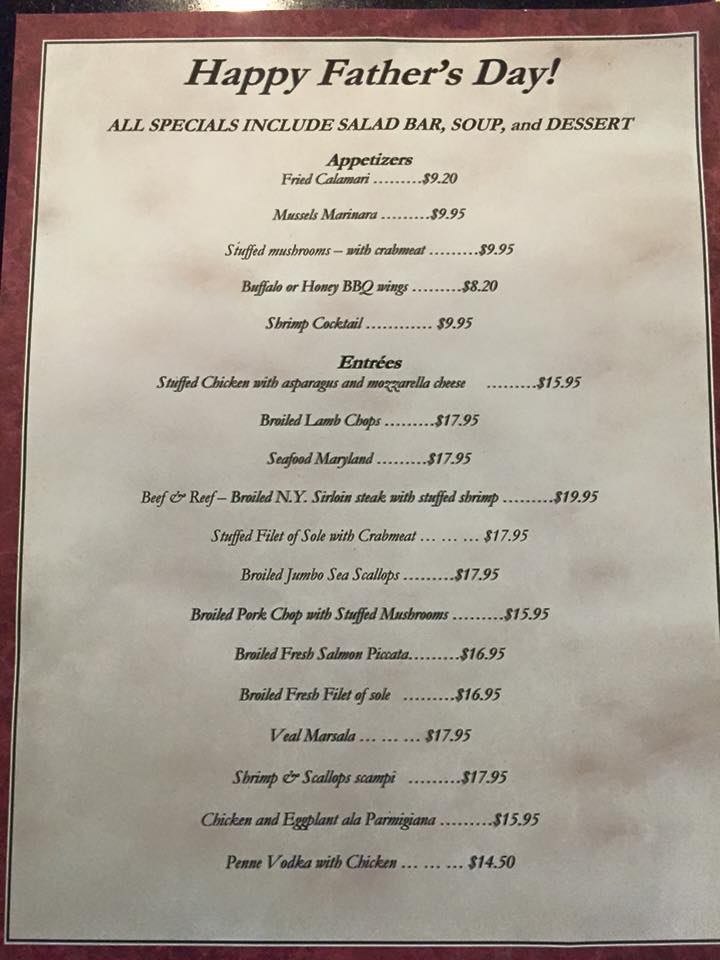 Happy Father's Day!
ALL SPECIALS INCLUDE SALAD BAR, SOUP, and DESSERT
Appetizers
Fried Calamari .........$9.20
Mussels Marinara .........$9.95
Stuffed mushrooms – with crabmeat .........$9.95
Buffalo or Honey BBQ wings .........$8.20
Shrimp Cocktail ............ $9.95
Entrées
Stuffed Chicken with asparagus and mozzarella cheese .........$15.95
Broiled Lamb Chops .........$17.95
Seafood Maryland .........$17.95
Beef & Reef – Broiled N.Y. Sirloin steak with stuffed shrimp .........$19.95
Stuffed Filet of Sole with Crabmeat ... ... ... $17.95
Broiled Jumbo Sea Scallops .........$17.95
Broiled Pork Chop with Stuffed Mushrooms .........$15.95
Broiled Fresh Salmon Piccata.........$16.95
Broiled Fresh Filet of sole .........$16.95
Veal Marsala ... ... ... $17.95
Shrimp & Scallops scampi .........$17.95
Chicken and Eggplant ala Parmigiana .........$15.95
Penne Vodka with Chicken ... ... ... $14.50